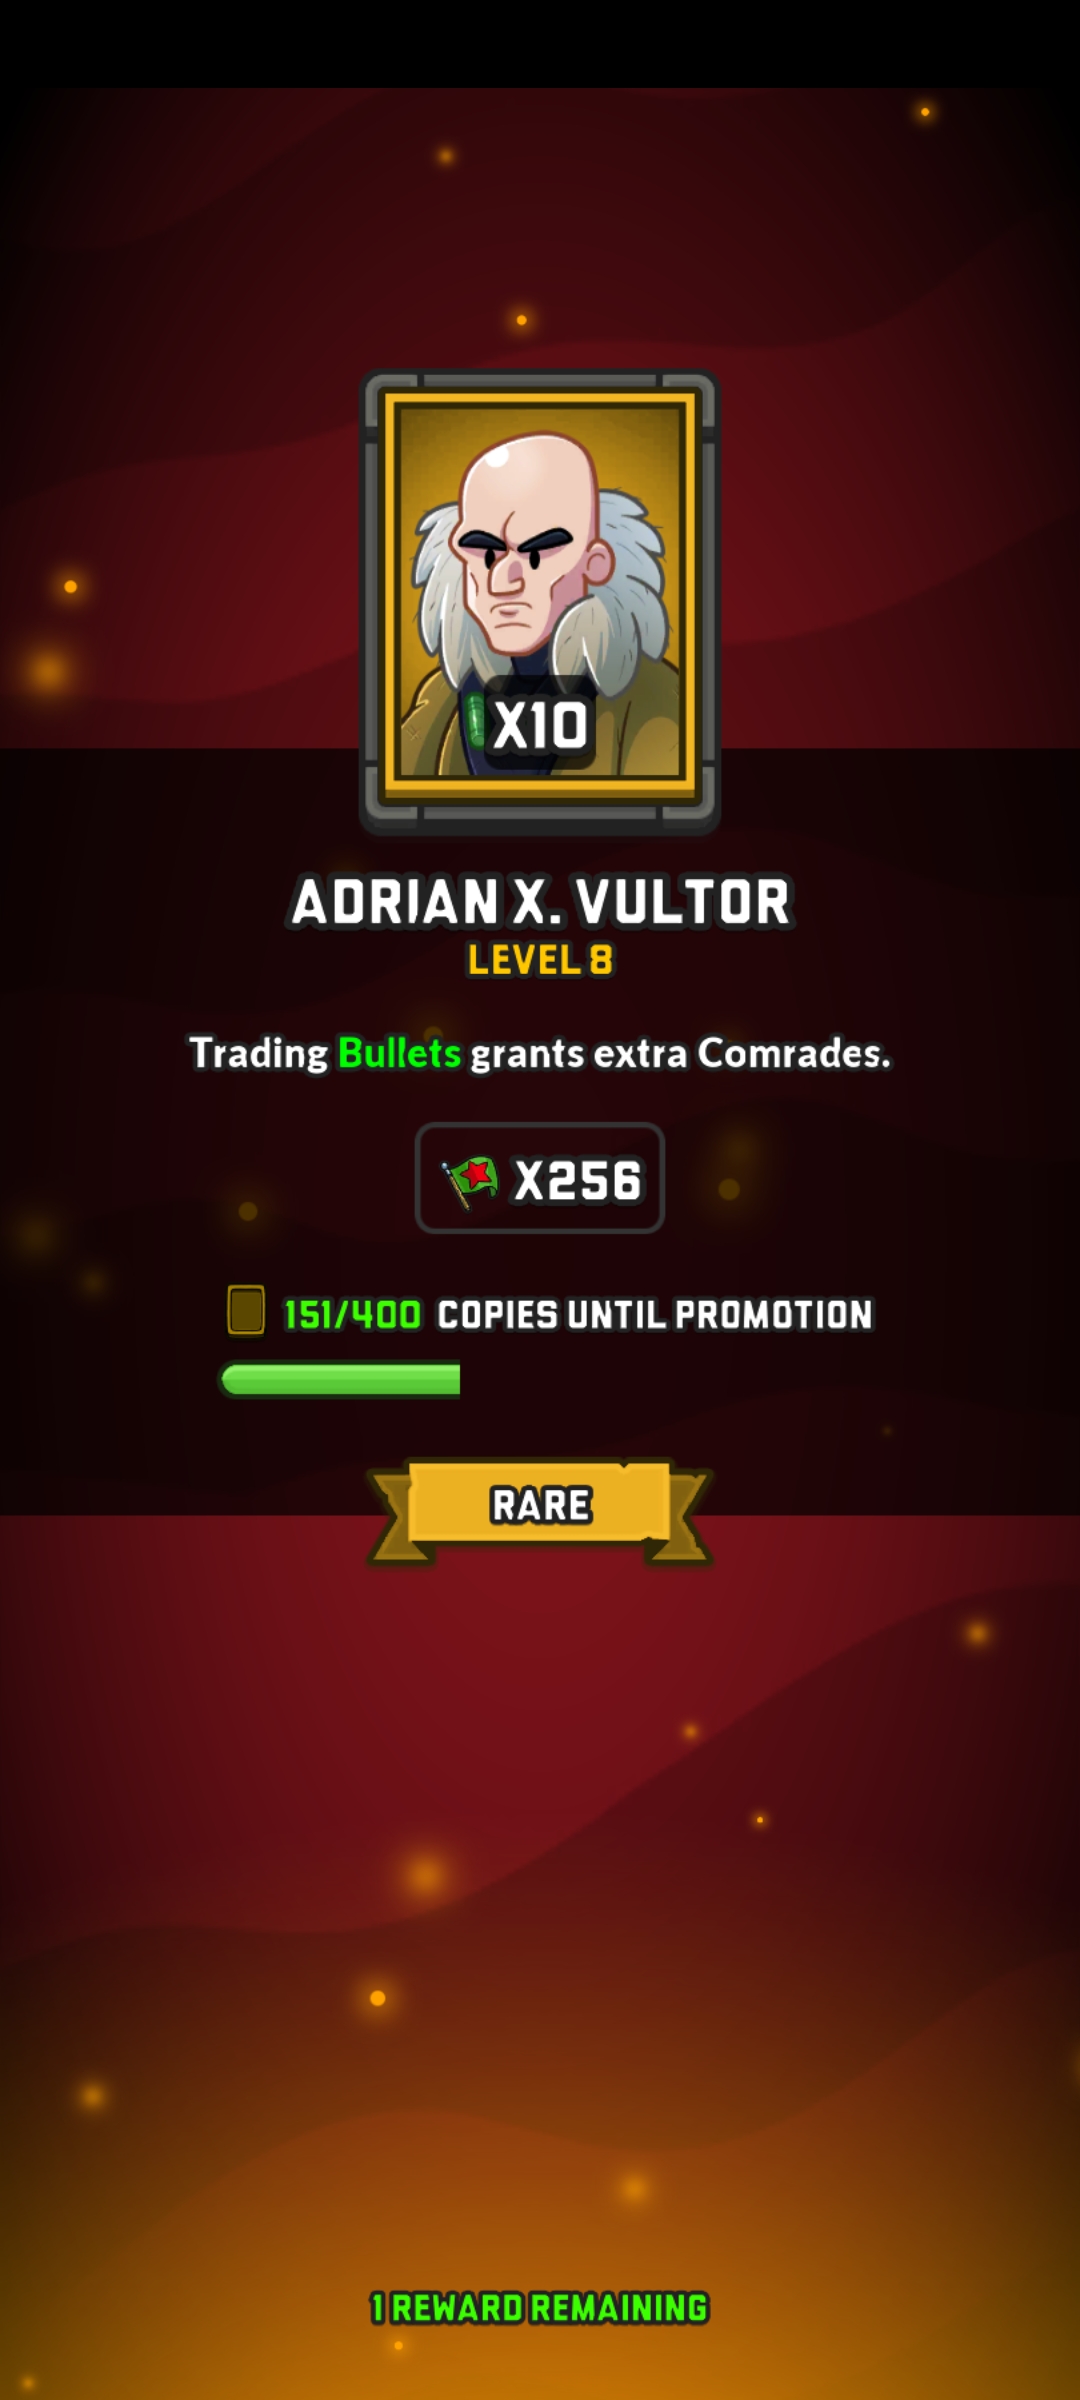 X10
ADRIAN X. VULTOR
LEVEL 8
Trading Bullets grants extra Comrades.
X256
151/400 COPIES UNTIL PROMOTION
RARE
1 REWARD REMAINING